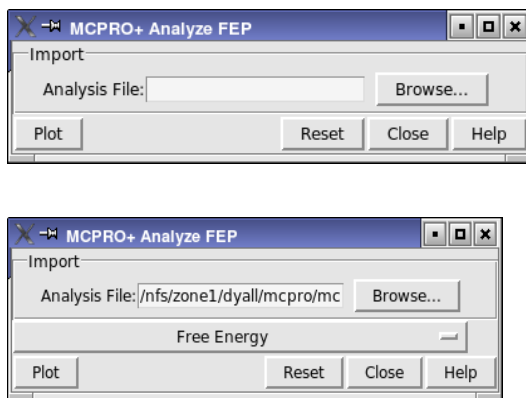 MCPRO+ Analyze FEP
Import
Analysis File: Browse...
Plot Reset Close Help
MCPRO+ Analyze FEP
Import
Analysis File: /nfs/zone1/dyall/mcpro/mc Browse...
Free Energy
Plot Reset Close Help